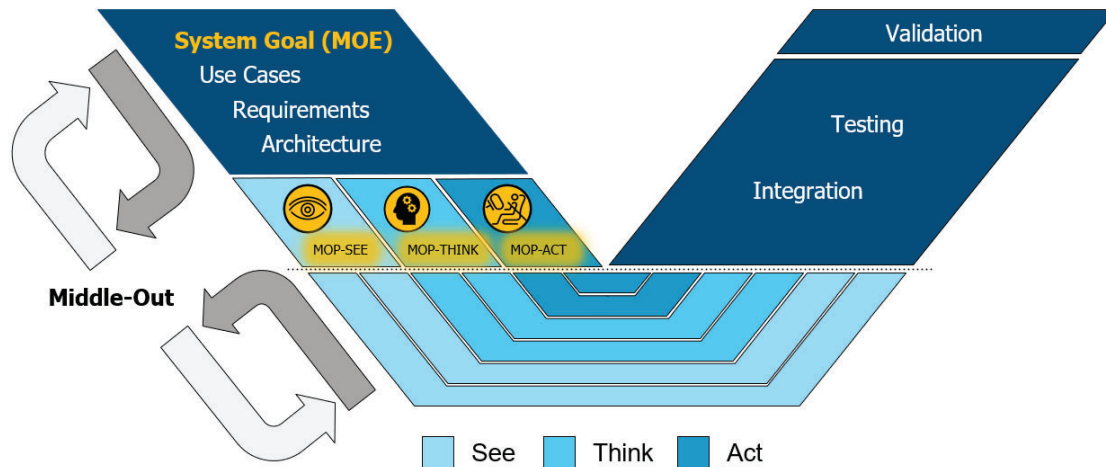 System Goal (MOE)
Use Cases
Requirements
Architecture
MOP-SEE
MOP-THINK
MOP-ACT
Validation
Testing
Integration
Middle-Out
See
Think
Act